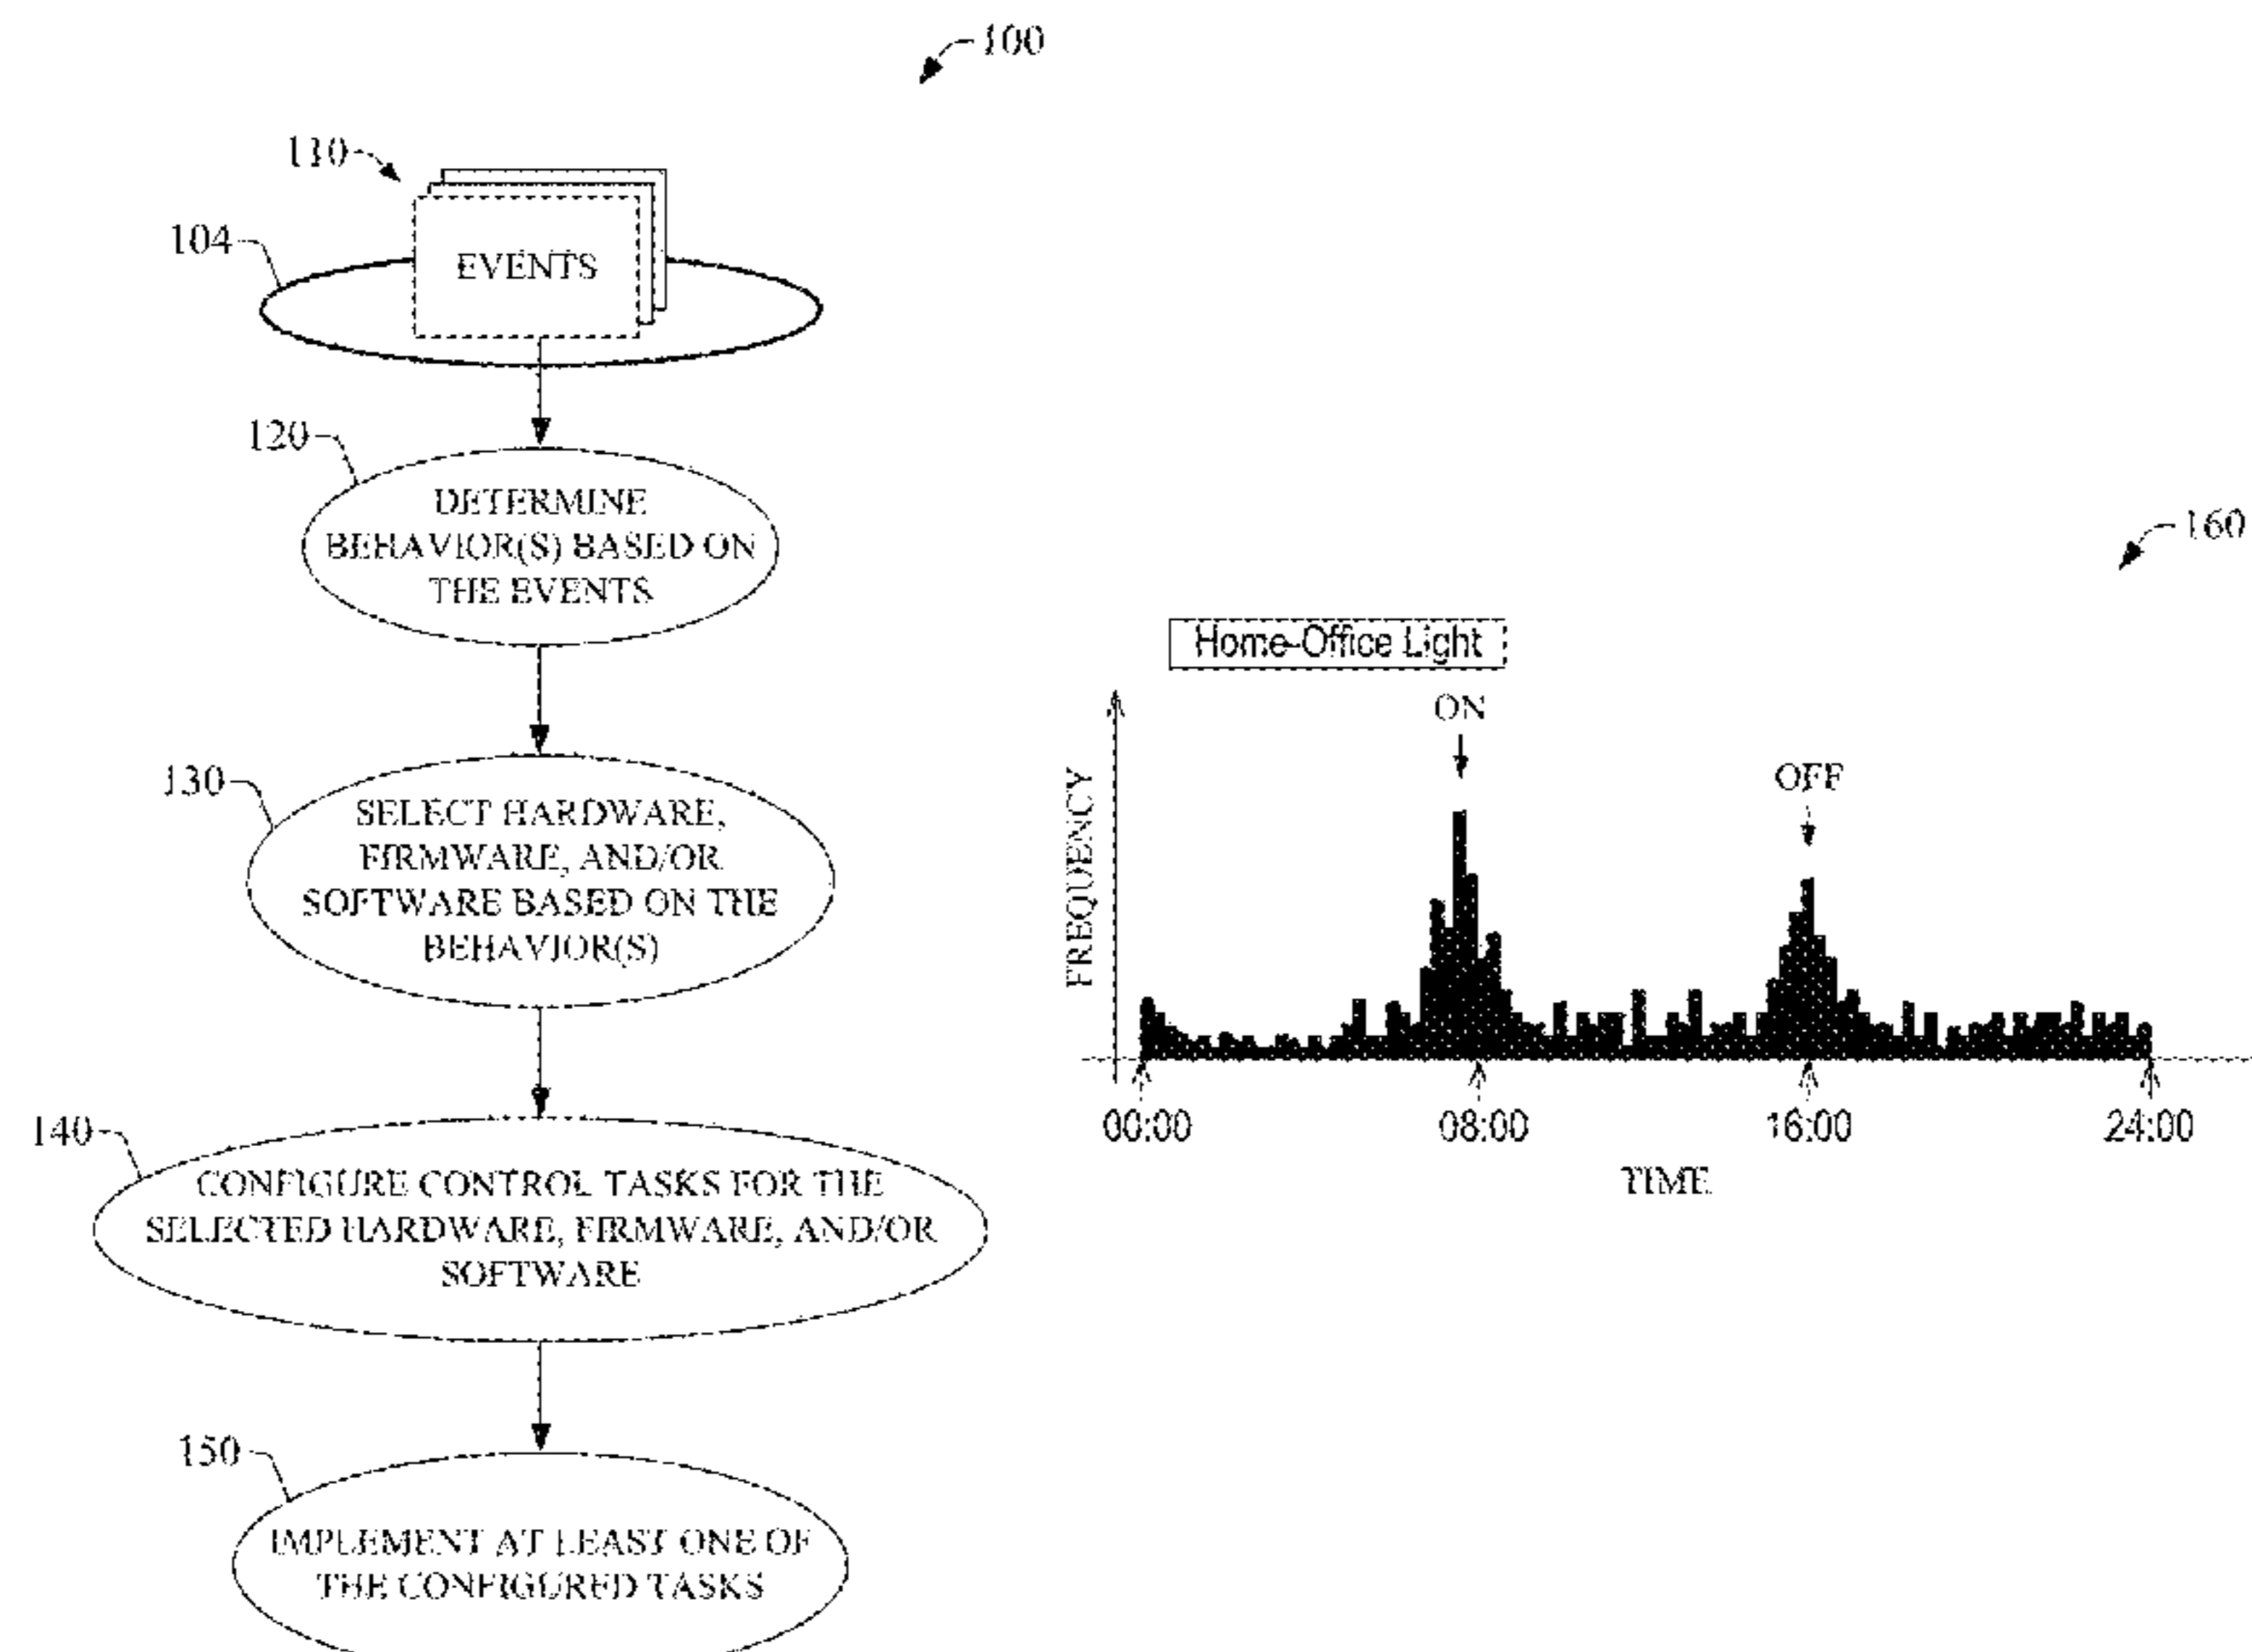 100
110
104
EVENTS
120
DETERMINE
BEHAVIOR(S) BASED ON
THE EVENTS
130
SELECT HARDWARE,
FIRMWARE, AND/OR
SOFTWARE BASED ON THE
BEHAVIOR(S)
140
CONFIGURE CONTROL TASKS FOR THE
SELECTED HARDWARE, FIRMWARE, AND/OR
SOFTWARE
150
IMPLEMENT AT LEAST ONE OF
THE CONFIGURED TASKS
160
Home-Office Light
ON
OFF
FREQUENCY
00:00 08:00 16:00 24:00
TIME